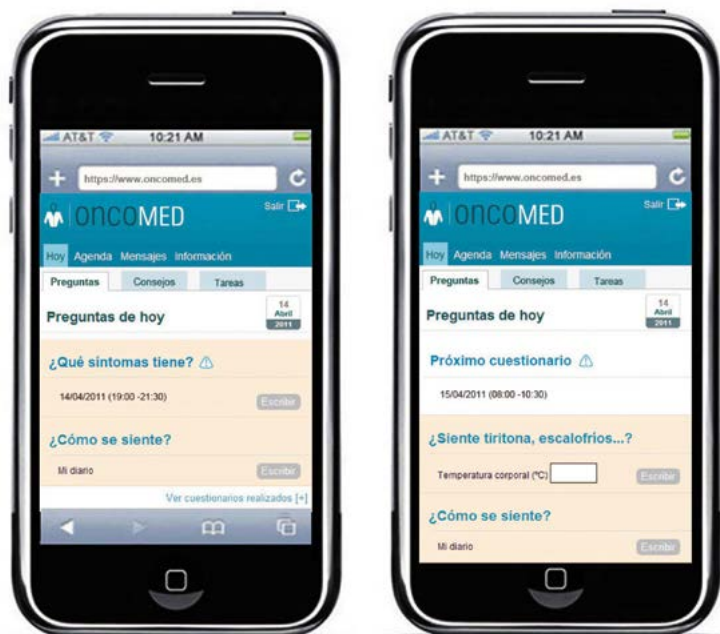 AT&T 10:21 AM
https://www.oncomed.es
ONCOMED
Salir
Hoy Agenda Mensajes Información
Preguntas Consejos Tareas
Preguntas de hoy
14
Abril
2011
¿Qué síntomas tiene?
14/04/2011 (19:00 -21:30)
Escribir
¿Cómo se siente?
Mi diario
Escribir
Ver cuestionarios realizados [+]
AT&T 10:21 AM
https://www.oncomed.es
ONCOMED
Salir
Hoy Agenda Mensajes Información
Preguntas Consejos Tareas
Preguntas de hoy
14
Abril
2011
Próximo cuestionario
15/04/2011 (08:00 -10:30)
¿Siente tiritona, escalofríos...?
Temperatura corporal (ºC)
Escribir
¿Cómo se siente?
Mi diario
Escribir